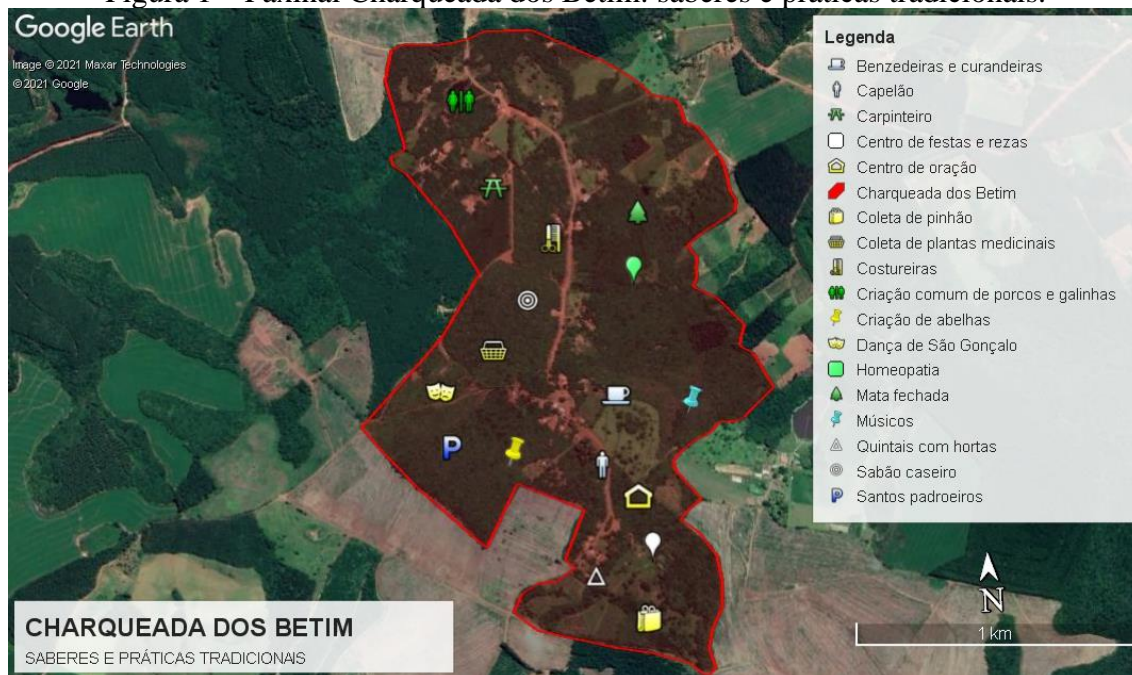 Figura 1 – Faxinal Charqueada dos Betim: saberes e práticas tradicionais.
Google Earth
Image © 2021 Maxar Technologies
© 2021 Google
Legenda
Benzedeiras e curandeiras
Capelão
Carpinteiro
Centro de festas e rezas
Centro de oração
Charqueada dos Betim
Coleta de pinhão
Coleta de plantas medicinais
Costureiras
Criação comum de porcos e galinhas
Criação de abelhas
Dança de São Gonçalo
Homeopatia
Mata fechada
Músicos
Quintais com hortas
Sabão caseiro
P Santos padroeiros
P
N
1 km
CHARQUEADA DOS BETIM
SABERES E PRÁTICAS TRADICIONAIS